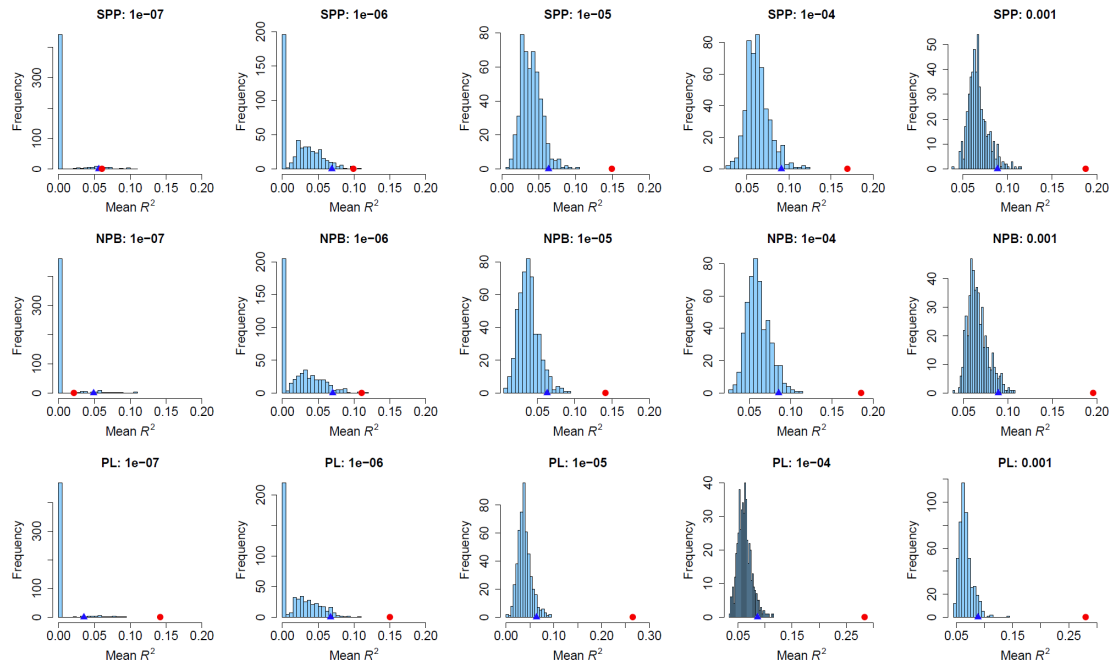 SPP: 1e−07
SPP: 1e−06
SPP: 1e−05
SPP: 1e−04
SPP: 0.001
Frequency
0 100 300
0.00 0.05 0.10 0.15 0.20
Mean R²
Frequency
0 50 100 150 200
0.00 0.05 0.10 0.15 0.20
Mean R²
Frequency
0 20 40 60 80
0.05 0.10 0.15 0.20
Mean R²
Frequency
0 20 40 60 80
0.05 0.10 0.15 0.20
Mean R²
Frequency
0 10 20 30 40 50
0.05 0.10 0.15 0.20
Mean R²
NPB: 1e−07
NPB: 1e−06
NPB: 1e−05
NPB: 1e−04
NPB: 0.001
Frequency
0 100 300
0.00 0.05 0.10 0.15 0.20
Mean R²
Frequency
0 50 100 150 200
0.00 0.05 0.10 0.15 0.20
Mean R²
Frequency
0 20 40 60 80
0.05 0.10 0.15 0.20
Mean R²
Frequency
0 20 40 60 80
0.05 0.10 0.15 0.20
Mean R²
Frequency
0 10 20 30 40
0.05 0.10 0.15 0.20
Mean R²
PL: 1e−07
PL: 1e−06
PL: 1e−05
PL: 1e−04
PL: 0.001
Frequency
0 100 300
0.00 0.05 0.10 0.15 0.20
Mean R²
Frequency
0 50 100 150 200
0.00 0.05 0.10 0.15 0.20
Mean R²
Frequency
0 20 40 60 80
0.00 0.10 0.20 0.30
Mean R²
Frequency
0 10 20 30 40
0.05 0.15 0.25
Mean R²
Frequency
0 20 40 60 80 100
0.05 0.15 0.25
Mean R²